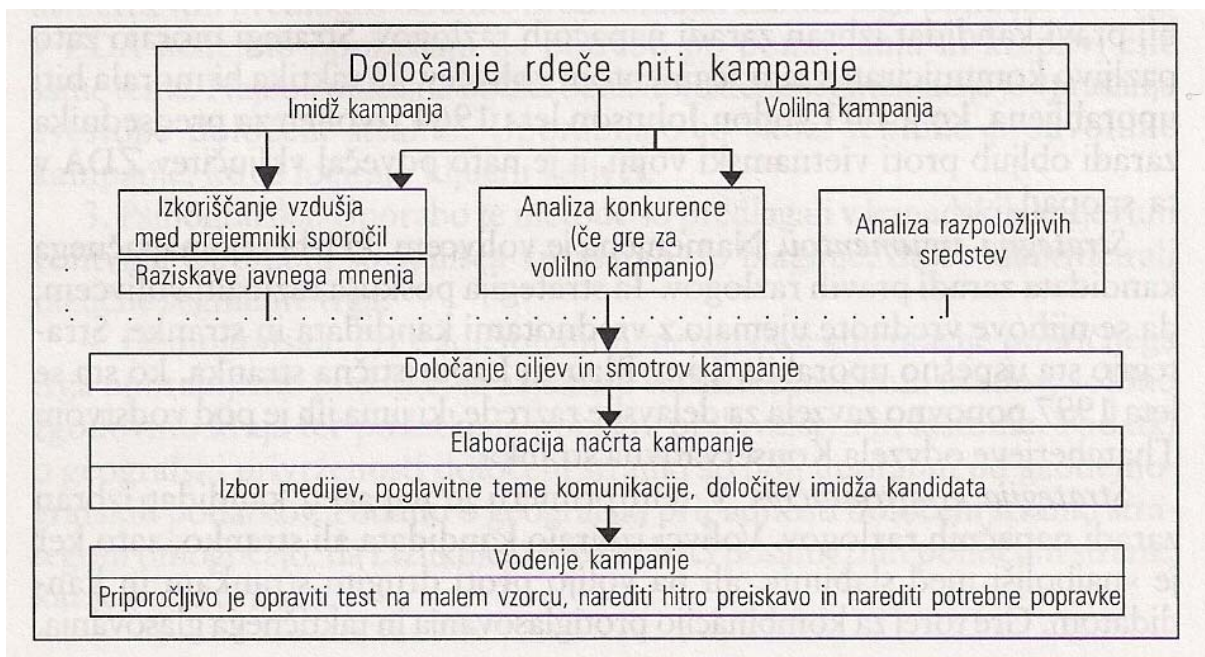 Določanje rdeče niti kampanje
Imidž kampanja
Volilna kampanja
Izkoriščanje vzdušja
med prejemniki sporočil
Raziskave javnega mnenja
Analiza konkurence
(če gre za
volilno kampanjo)
Analiza razpoložljivih
sredstev
Določanje ciljev in smotrov kampanje
Elaboracija načrta kampanje
Izbor medijev, poglavitne teme komunikacije, določitev imidža kandidata
Vodenje kampanje
Priporočljivo je opraviti test na malem vzorcu, narediti hitro preiskavo in narediti potrebne popravke